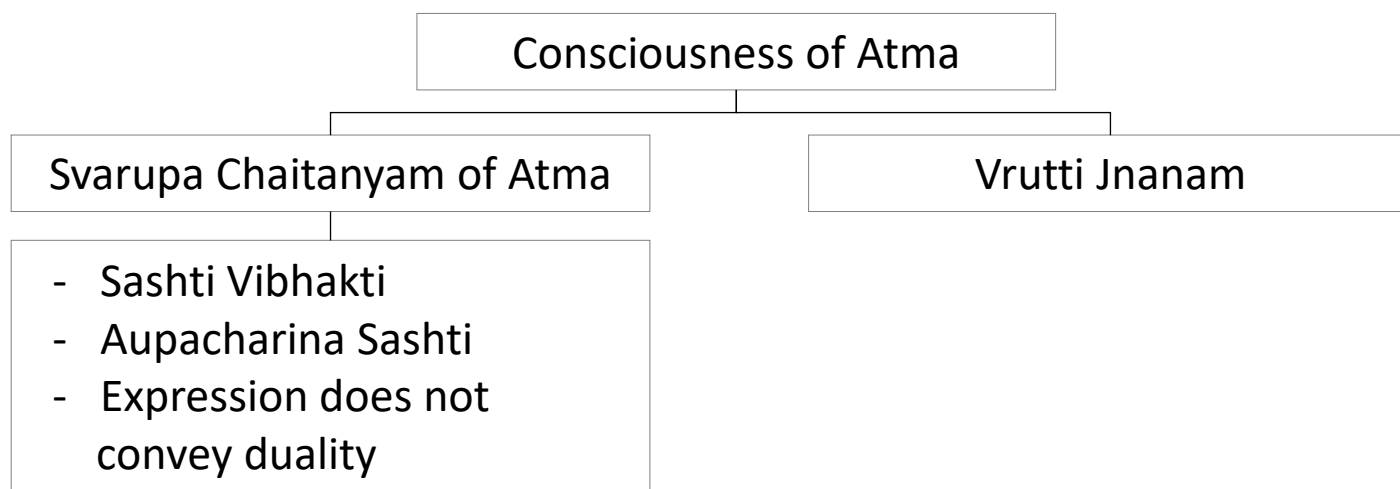 Consciousness of Atma
Svarupa Chaitanyam of Atma
Vrutti Jnanam
- Sashti Vibhakti
- Aupacharina Sashti
- Expression does not
convey duality